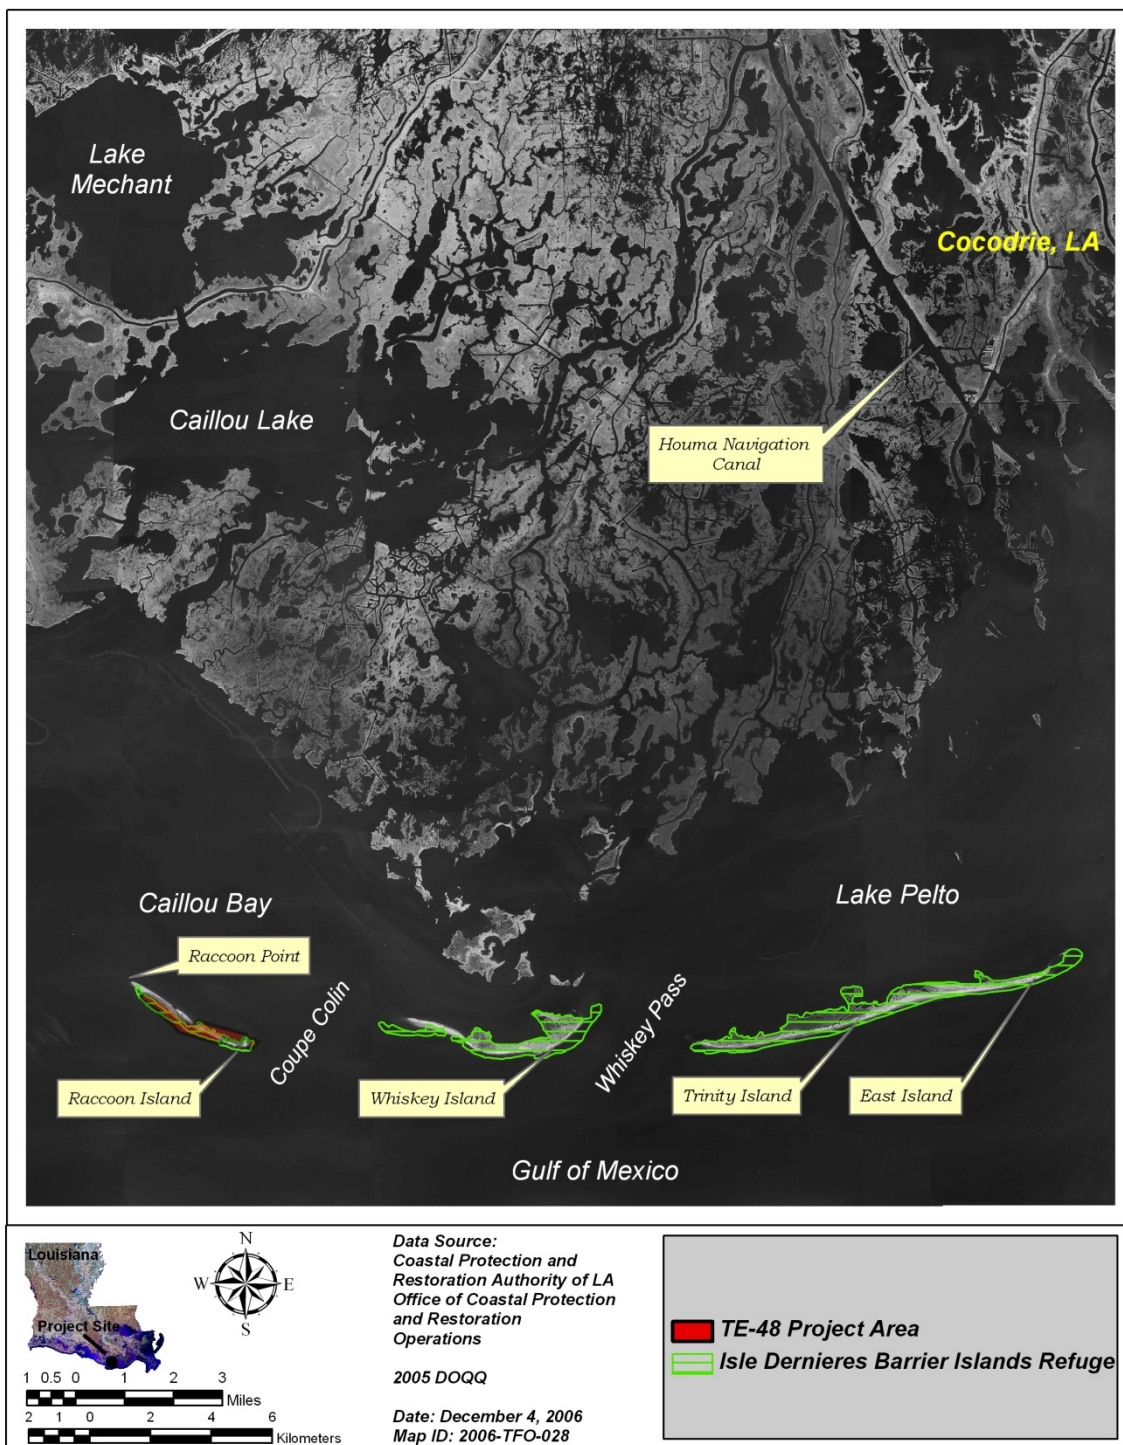 Lake
Mechant
Cocodrie, LA
Caillou Lake
Houma Navigation
Canal
Caillou Bay
Lake Pelto
Raccoon Point
Coupe Colin
Whiskey Pass
Raccoon Island
Whiskey Island
Trinity Island
East Island
Gulf of Mexico
Louisiana
Project Site
N
W
E
S
1 0.5 0 1 2 3
Miles
2 1 0 2 4 6
Kilometers
Data Source:
Coastal Protection and
Restoration Authority of LA
Office of Coastal Protection
and Restoration
Operations
2005 DOQQ
Date: December 4, 2006
Map ID: 2006-TFO-028
TE-48 Project Area
Isle Dernieres Barrier Islands Refuge